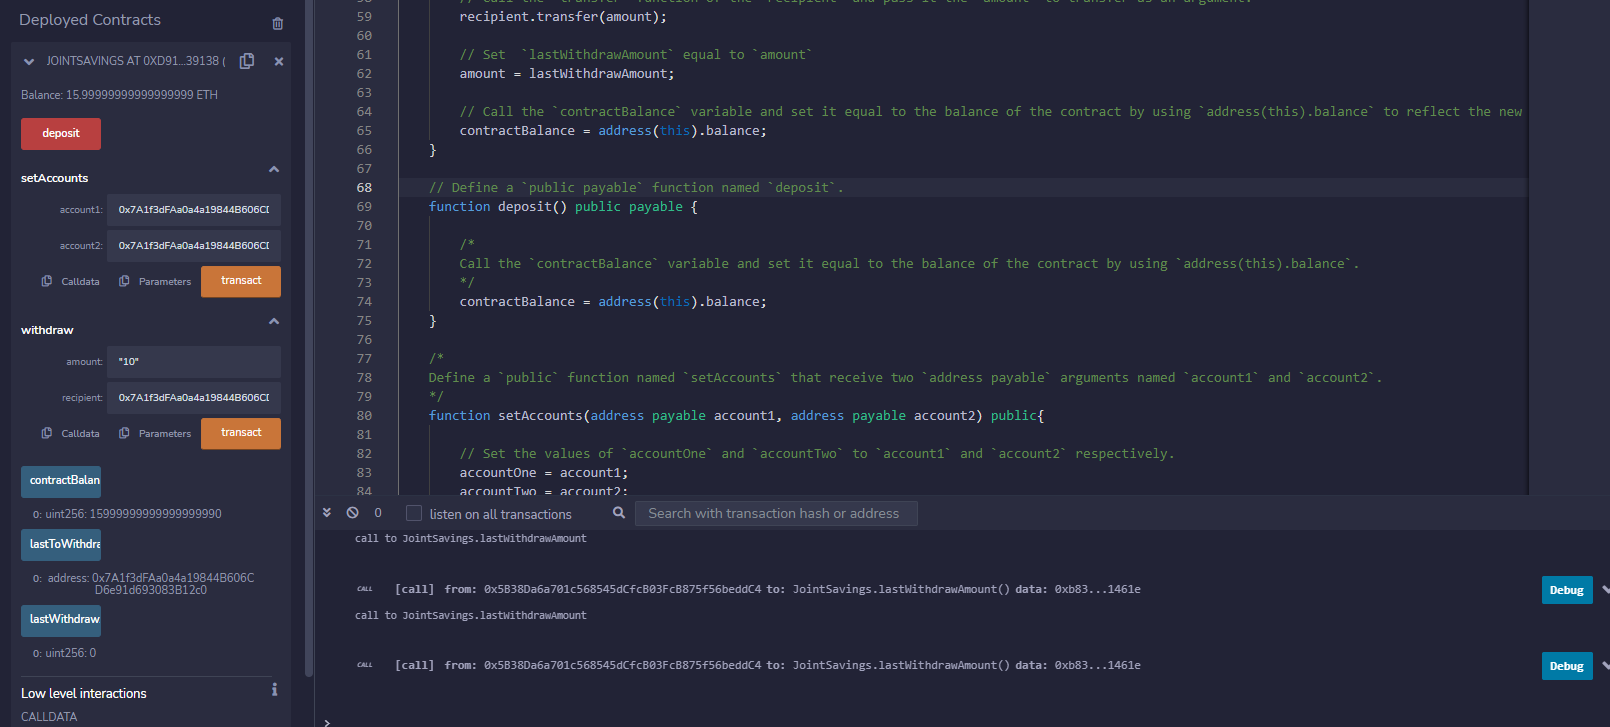 Deployed Contracts
JOINTSAVINGS AT 0XD91...39138 (
Balance: 15.99999999999999999 ETH
deposit
setAccounts
account1: 0x7A1f3dFAa0a4a19844B606CD
account2: 0x7A1f3dFAa0a4a19844B606CD
Calldata Parameters transact
withdraw
amount: "10"
recipient: 0x7A1f3dFAa0a4a19844B606CD
Calldata Parameters transact
contractBalan
0: uint256: 15999999999999999990
lastToWithdra
0: address: 0x7A1f3dFAa0a4a19844B606C
D6e91d693083B12c0
lastWithdraw
0: uint256: 0
Low level interactions
CALLDATA
59 recipient.transfer(amount);
60
61 // Set  `lastWithdrawAmount` equal to `amount`
62 amount = lastWithdrawAmount;
63
64 // Call the `contractBalance` variable and set it equal to the balance of the contract by using `address(this).balance` to reflect the new
65 contractBalance = address(this).balance;
66 }
67
68 // Define a `public payable` function named `deposit`.
69 function deposit() public payable {
70
71 /*
72 Call the `contractBalance` variable and set it equal to the balance of the contract by using `address(this).balance`.
73 */
74 contractBalance = address(this).balance;
75 }
76
77 /*
78 Define a `public` function named `setAccounts` that receive two `address payable` arguments named `account1` and `account2`.
79 */
80 function setAccounts(address payable account1, address payable account2) public{
81
82 // Set the values of `accountOne` and `accountTwo` to `account1` and `account2` respectively.
83 accountOne = account1;
84 accountTwo = account2;
0 listen on all transactions Search with transaction hash or address
call to JointSavings.lastWithdrawAmount
CALL [call] from: 0x5B38Da6a701c568545dCfcB03FcB875f56beddC4 to: JointSavings.lastWithdrawAmount() data: 0xb83...1461e Debug
call to JointSavings.lastWithdrawAmount
CALL [call] from: 0x5B38Da6a701c568545dCfcB03FcB875f56beddC4 to: JointSavings.lastWithdrawAmount() data: 0xb83...1461e Debug
>